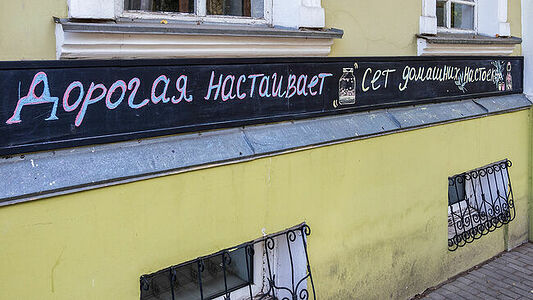 Дорогая настаивает сет домашних настоек